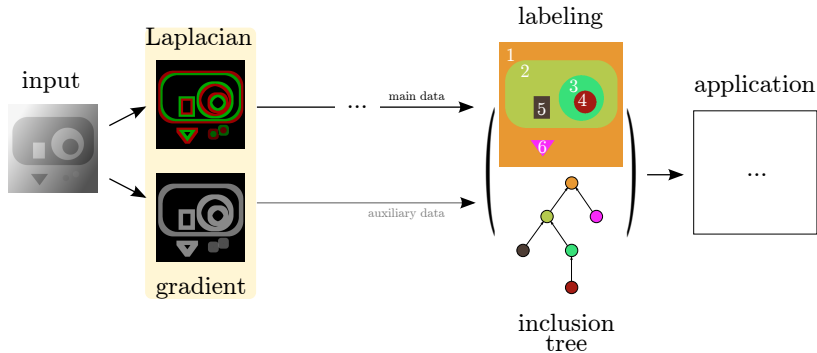 labeling
Laplacian
input
1
2
3
4
5
6
main data
...
application
...
auxiliary data
gradient
inclusion
tree